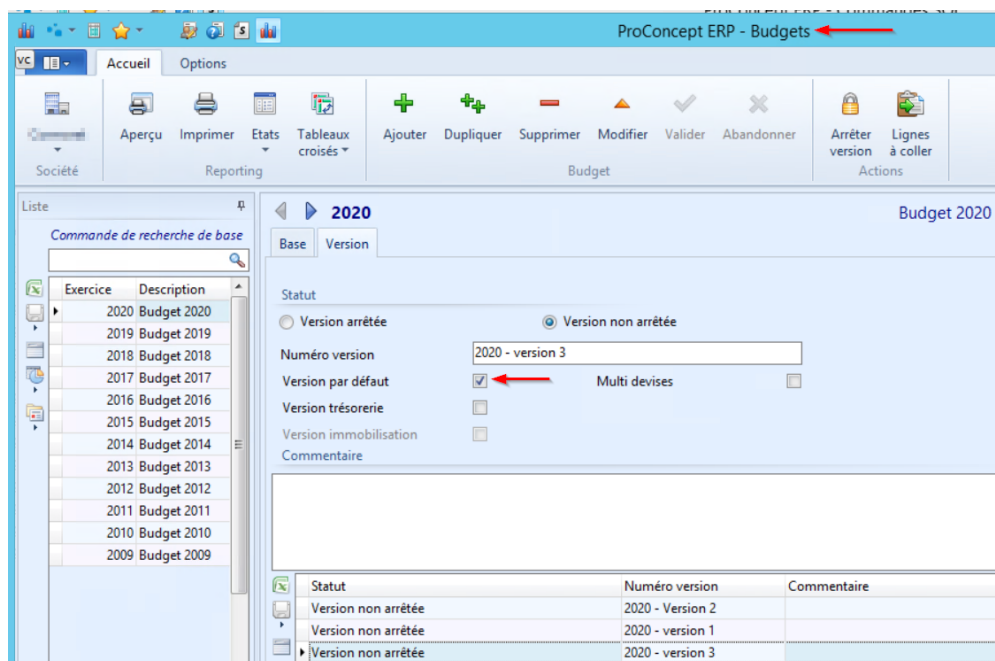 ProConcept ERP - Budgets
VC
Accueil Options
Aperçu Imprimer Etats Tableaux croisés Ajouter Dupliquer Supprimer Modifier Valider Abandonner Arrêter version Lignes à coller
Société Reporting Budget Actions
Liste
Commande de recherche de base
Exercice Description
2020 Budget 2020
2019 Budget 2019
2018 Budget 2018
2017 Budget 2017
2016 Budget 2016
2015 Budget 2015
2014 Budget 2014
2013 Budget 2013
2012 Budget 2012
2011 Budget 2011
2010 Budget 2010
2009 Budget 2009
2020 Budget 2020
Base Version
Statut
Version arrêtée Version non arrêtée
Numéro version 2020 - version 3
Version par défaut Multi devises
Version trésorerie
Version immobilisation
Commentaire
Statut Numéro version Commentaire
Version non arrêtée 2020 - Version 2
Version non arrêtée 2020 - version 1
Version non arrêtée 2020 - version 3